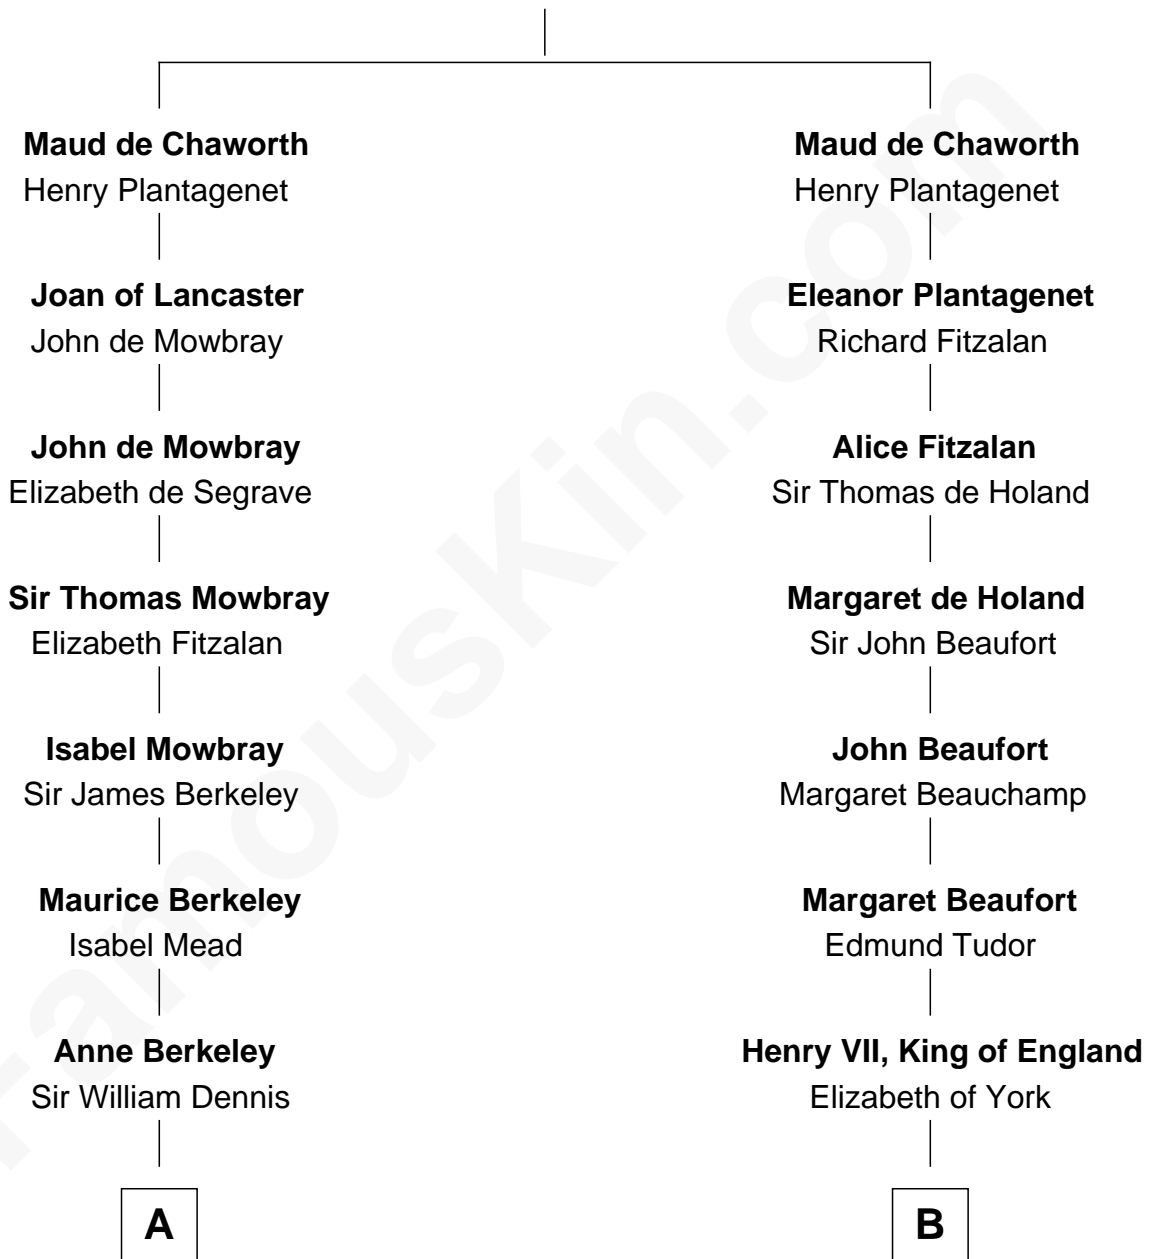 Maud de Chaworth
Henry Plantagenet
Joan of Lancaster
John de Mowbray
John de Mowbray
Elizabeth de Segrave
Sir Thomas Mowbray
Elizabeth Fitzalan
Isabel Mowbray
Sir James Berkeley
Maurice Berkeley
Isabel Mead
Anne Berkeley
Sir William Dennis
A
Maud de Chaworth
Henry Plantagenet
Eleanor Plantagenet
Richard Fitzalan
Alice Fitzalan
Sir Thomas de Holand
Margaret de Holand
Sir John Beaufort
John Beaufort
Margaret Beauchamp
Margaret Beaufort
Edmund Tudor
Henry VII, King of England
Elizabeth of York
B
FamousKin.com